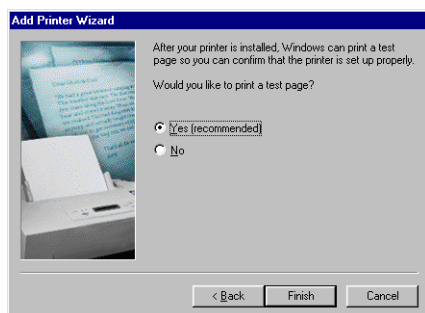 Add Printer Wizard
After your printer is installed, Windows can print a test
page so you can confirm that the printer is set up properly.
Would you like to print a test page?
Yes (recommended)
No
< Back
Finish
Cancel